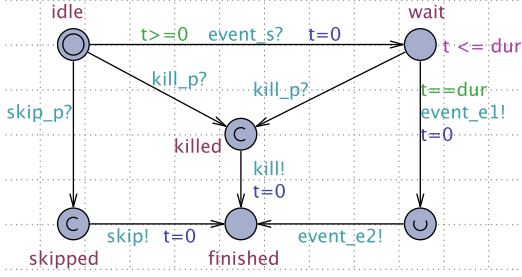 idle
wait
t>=0 event_s? t=0
t <= dur
kill_p?
kill_p?
t==dur
skip_p?
event_e1!
t=0
C
killed
kill!
t=0
C
skip! t=0
event_e2!
U
skipped
finished